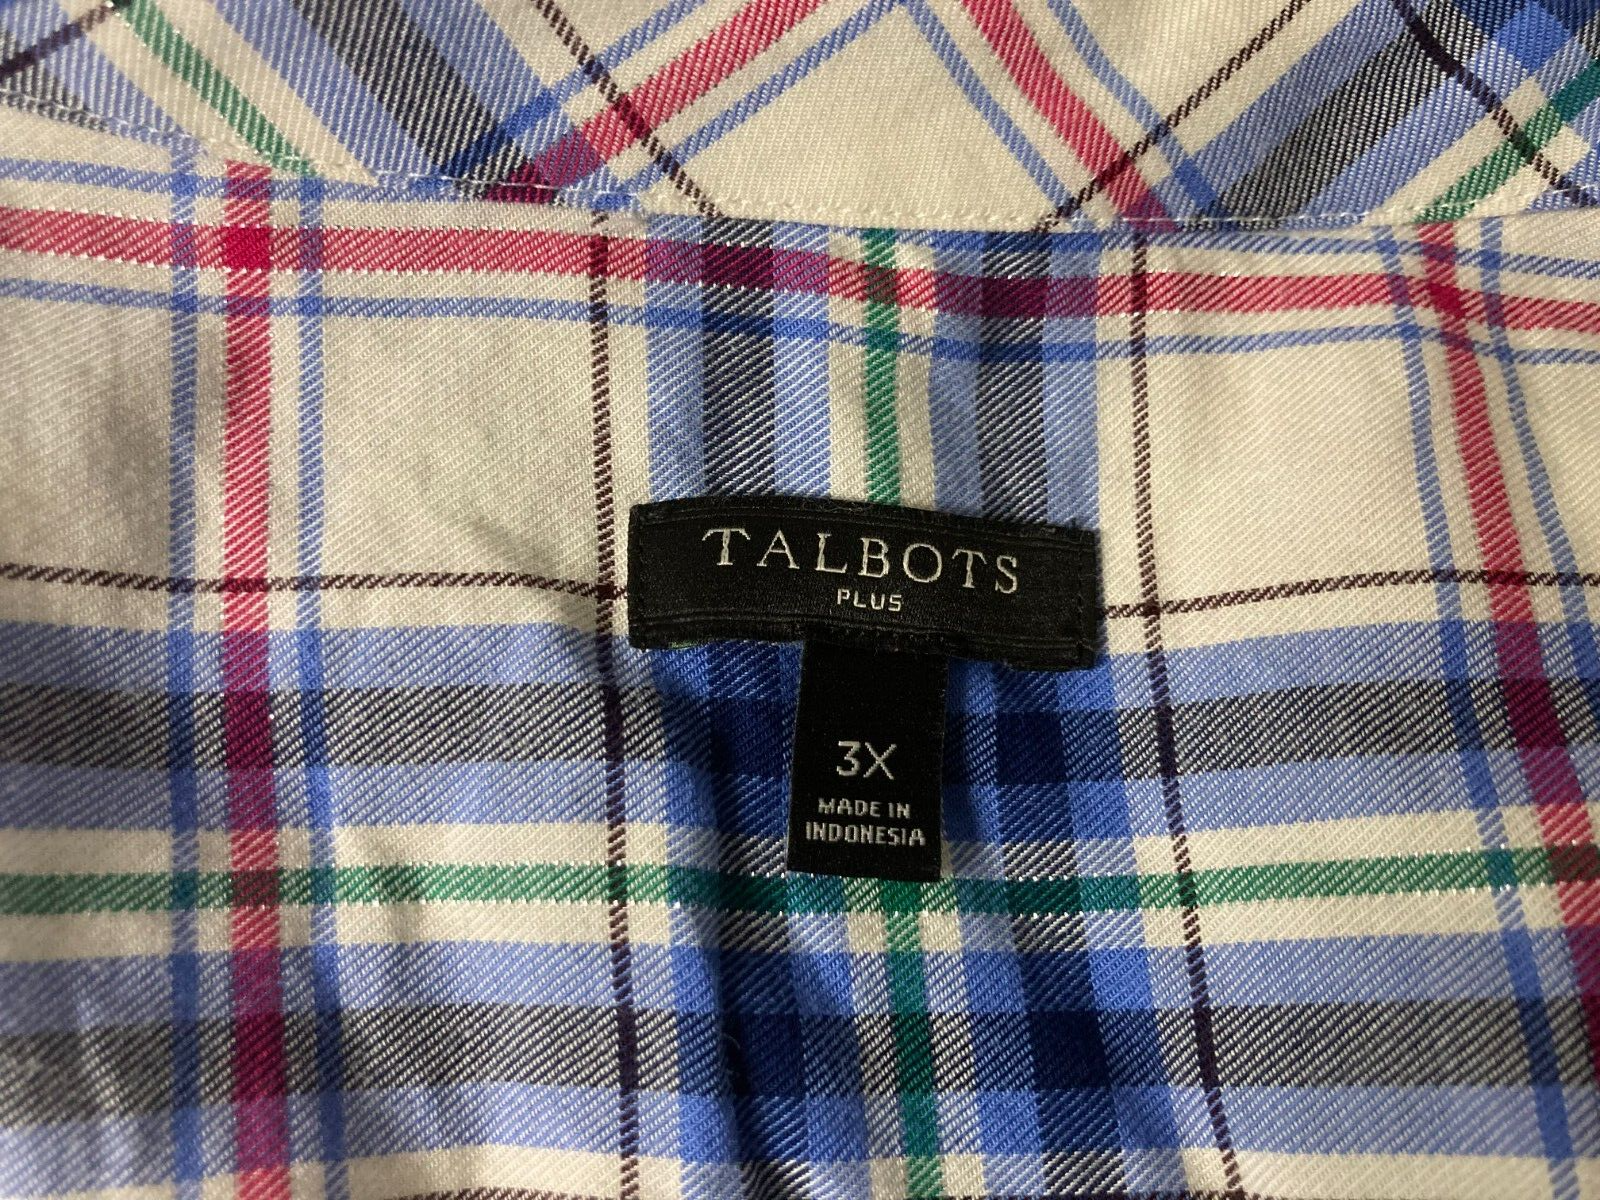 TALBOTS
PLUS
3X
MADE IN
INDONESIA